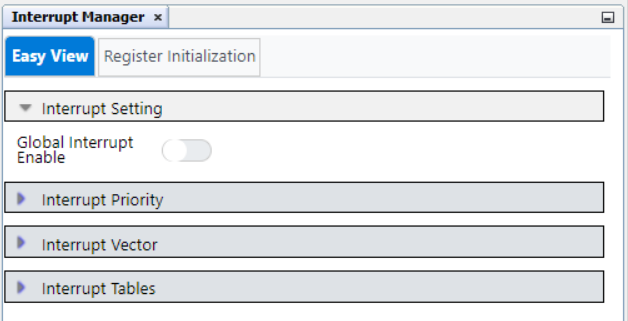 Interrupt Manager ×
Easy View
Register Initialization
Interrupt Setting
Global Interrupt
Enable
Interrupt Priority
Interrupt Vector
Interrupt Tables